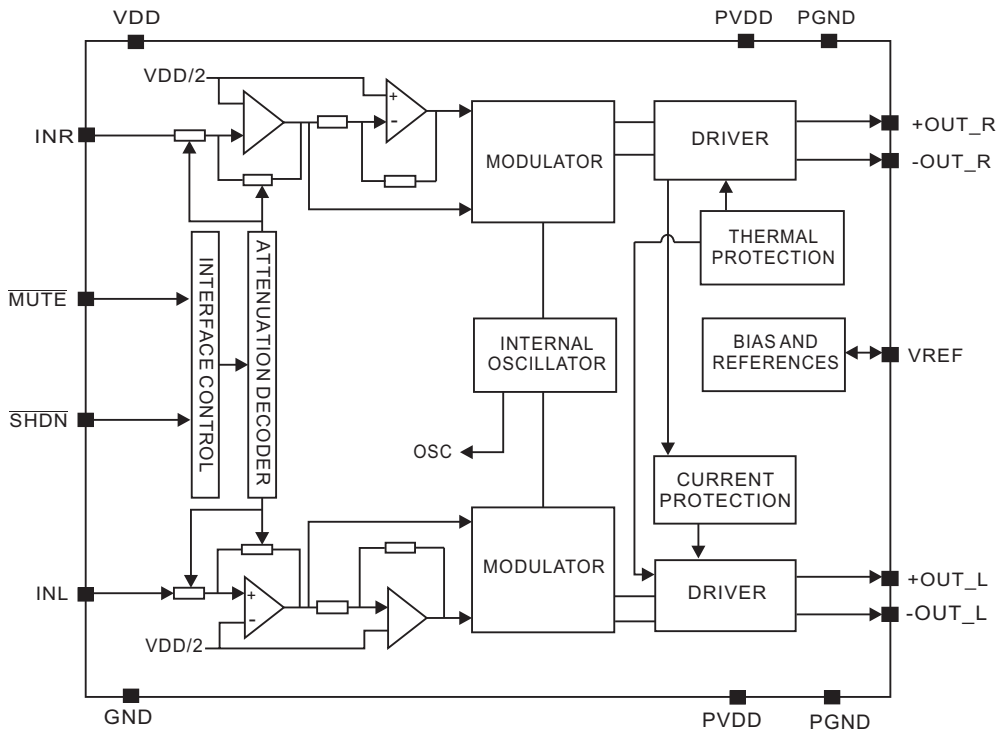 VDD
PVDD
PGND
VDD/2
+
-
INR
MODULATOR
DRIVER
+OUT_R
-OUT_R
THERMAL
PROTECTION
MUTE
INTERFACE CONTROL
ATTENUATION DECODER
INTERNAL
OSCILLATOR
BIAS AND
REFERENCES
VREF
SHDN
OSC
CURRENT
PROTECTION
INL
+
-
MODULATOR
DRIVER
+OUT_L
-OUT_L
VDD/2
GND
PVDD
PGND